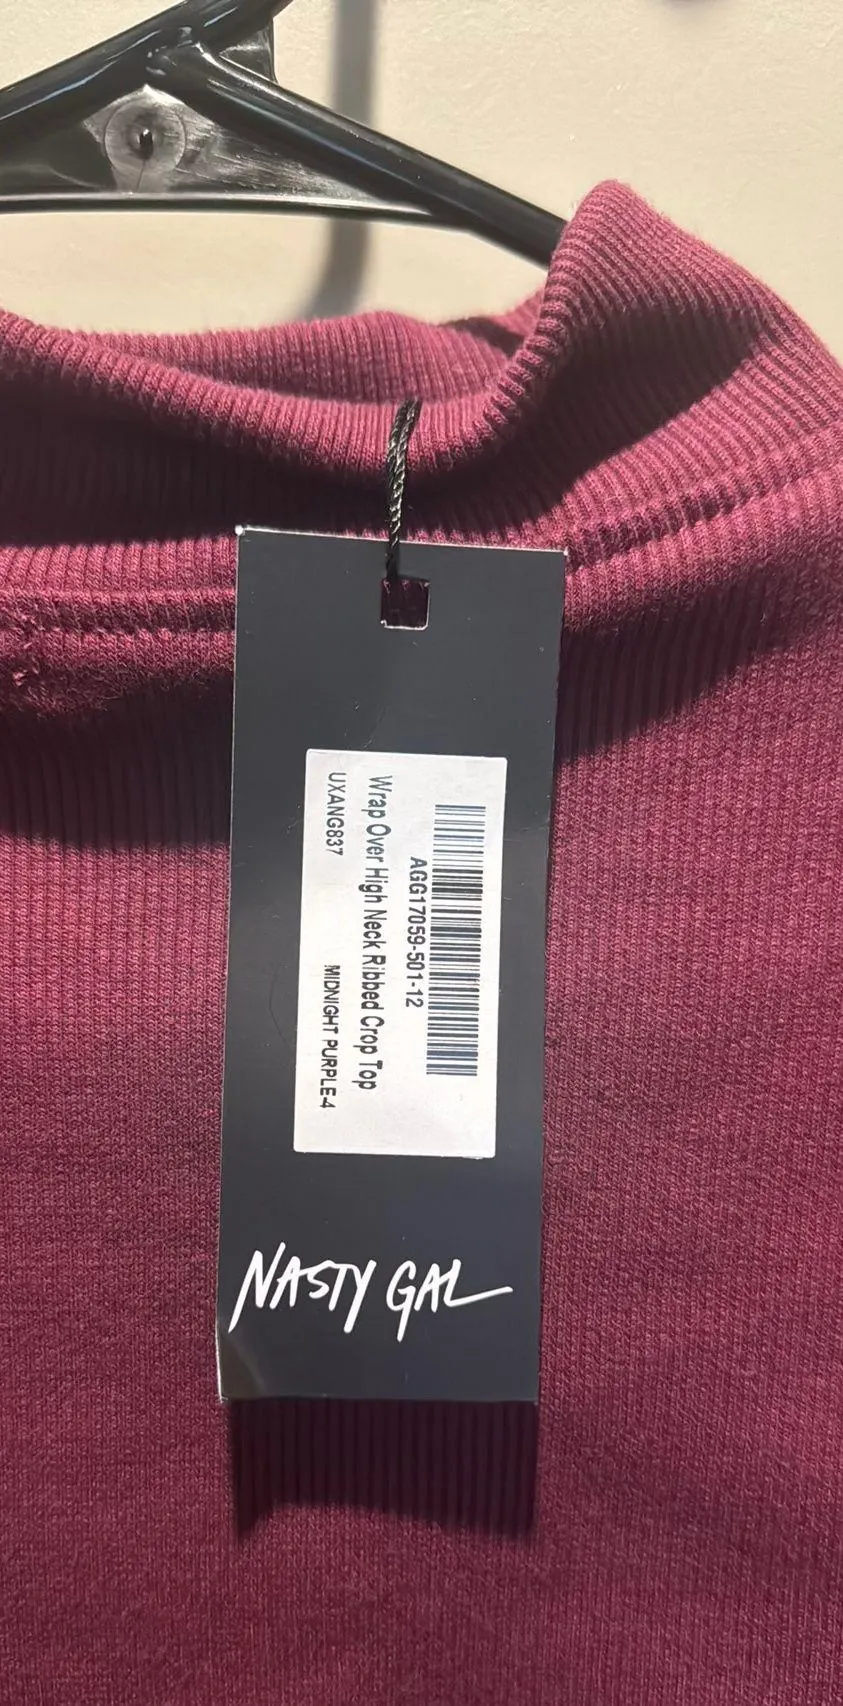 AGG17059-501-12
Wrap Over High Neck Ribbed Crop Top
UXANG837 MIDNIGHT PURPLE-4
NASTY GAL